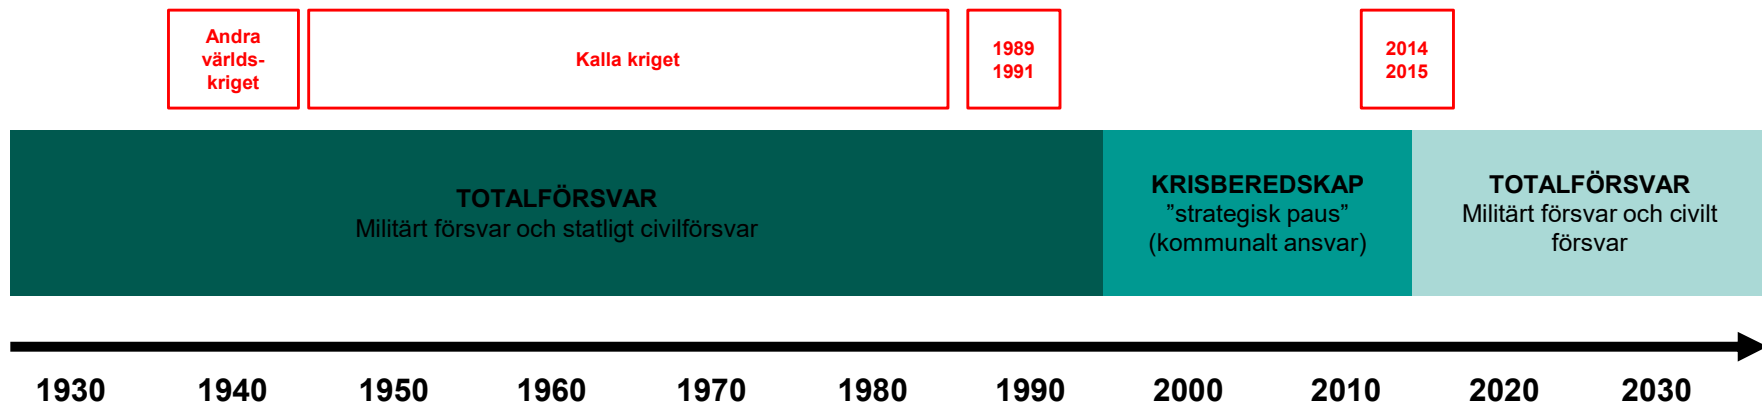 Andra
världs-
kriget
Kalla kriget
1989
1991
2014
2015
TOTALFÖRSVAR
Militärt försvar och statligt civilförsvar
KRISBEREDSKAP
”strategisk paus”
(kommunalt ansvar)
TOTALFÖRSVAR
Militärt försvar och civilt
försvar
1930 1940 1950 1960 1970 1980 1990 2000 2010 2020 2030